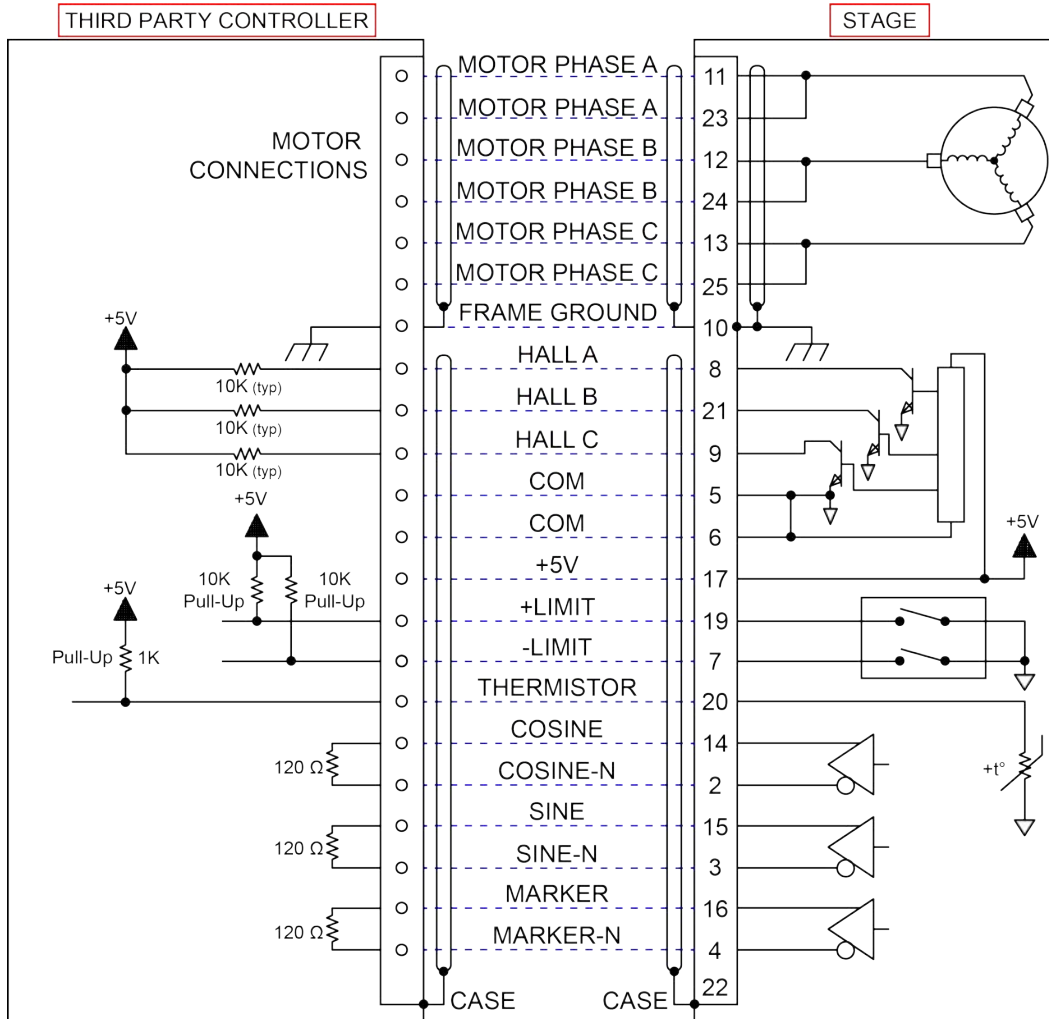 THIRD PARTY CONTROLLER
STAGE
MOTOR CONNECTIONS
MOTOR PHASE A
11
MOTOR PHASE A
23
MOTOR PHASE B
12
MOTOR PHASE B
24
MOTOR PHASE C
13
MOTOR PHASE C
25
FRAME GROUND
10
+5V
HALL A
8
10K (typ)
HALL B
21
10K (typ)
HALL C
9
10K (typ)
COM
5
+5V
COM
6
+5V
+5V
17
10K Pull-Up
10K Pull-Up
+5V
+LIMIT
19
-LIMIT
7
Pull-Up
1K
THERMISTOR
20
COSINE
14
120 Ω
COSINE-N
2
+t°
SINE
15
120 Ω
SINE-N
3
MARKER
16
120 Ω
MARKER-N
4
22
CASE
CASE